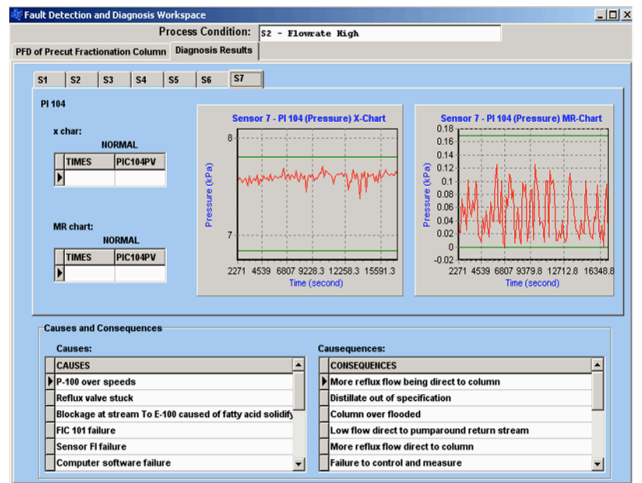 Fault Detection and Diagnosis Workspace
Process Condition: S2 - Flowrate High
PFD of Precut Fractionation Column Diagnosis Results
S1 S2 S3 S4 S5 S6 S7
PI 104
x char:
NORMAL
TIMES PIC104PV
MR chart:
NORMAL
TIMES PIC104PV
Sensor 7 - PI 104 (Pressure) X-Chart
Pressure (kPa)
8
7
2271 4539 6807 9228.3 12258.3 15591.3
Time (second)
Sensor 7 - PI 104 (Pressure) MR-Chart
Pressure (kPa)
0.18
0.16
0.14
0.12
0.1
0.08
0.06
0.04
0.02
0
-0.02
2271 4539 6807 9379.8 12712.8 16348.8
Time (second)
Causes and Consequences
Causes:
CAUSES
P-100 over speeds
Reflux valve stuck
Blockage at stream To E-100 caused of fatty acid solidify
FIC 101 failure
Sensor FI failure
Computer software failure
Causequences:
CONSEQUENCES
More reflux flow being direct to column
Distillate out of specification
Column over flooded
Low flow direct to pumparound return stream
More reflux flow direct to column
Failure to control and measure